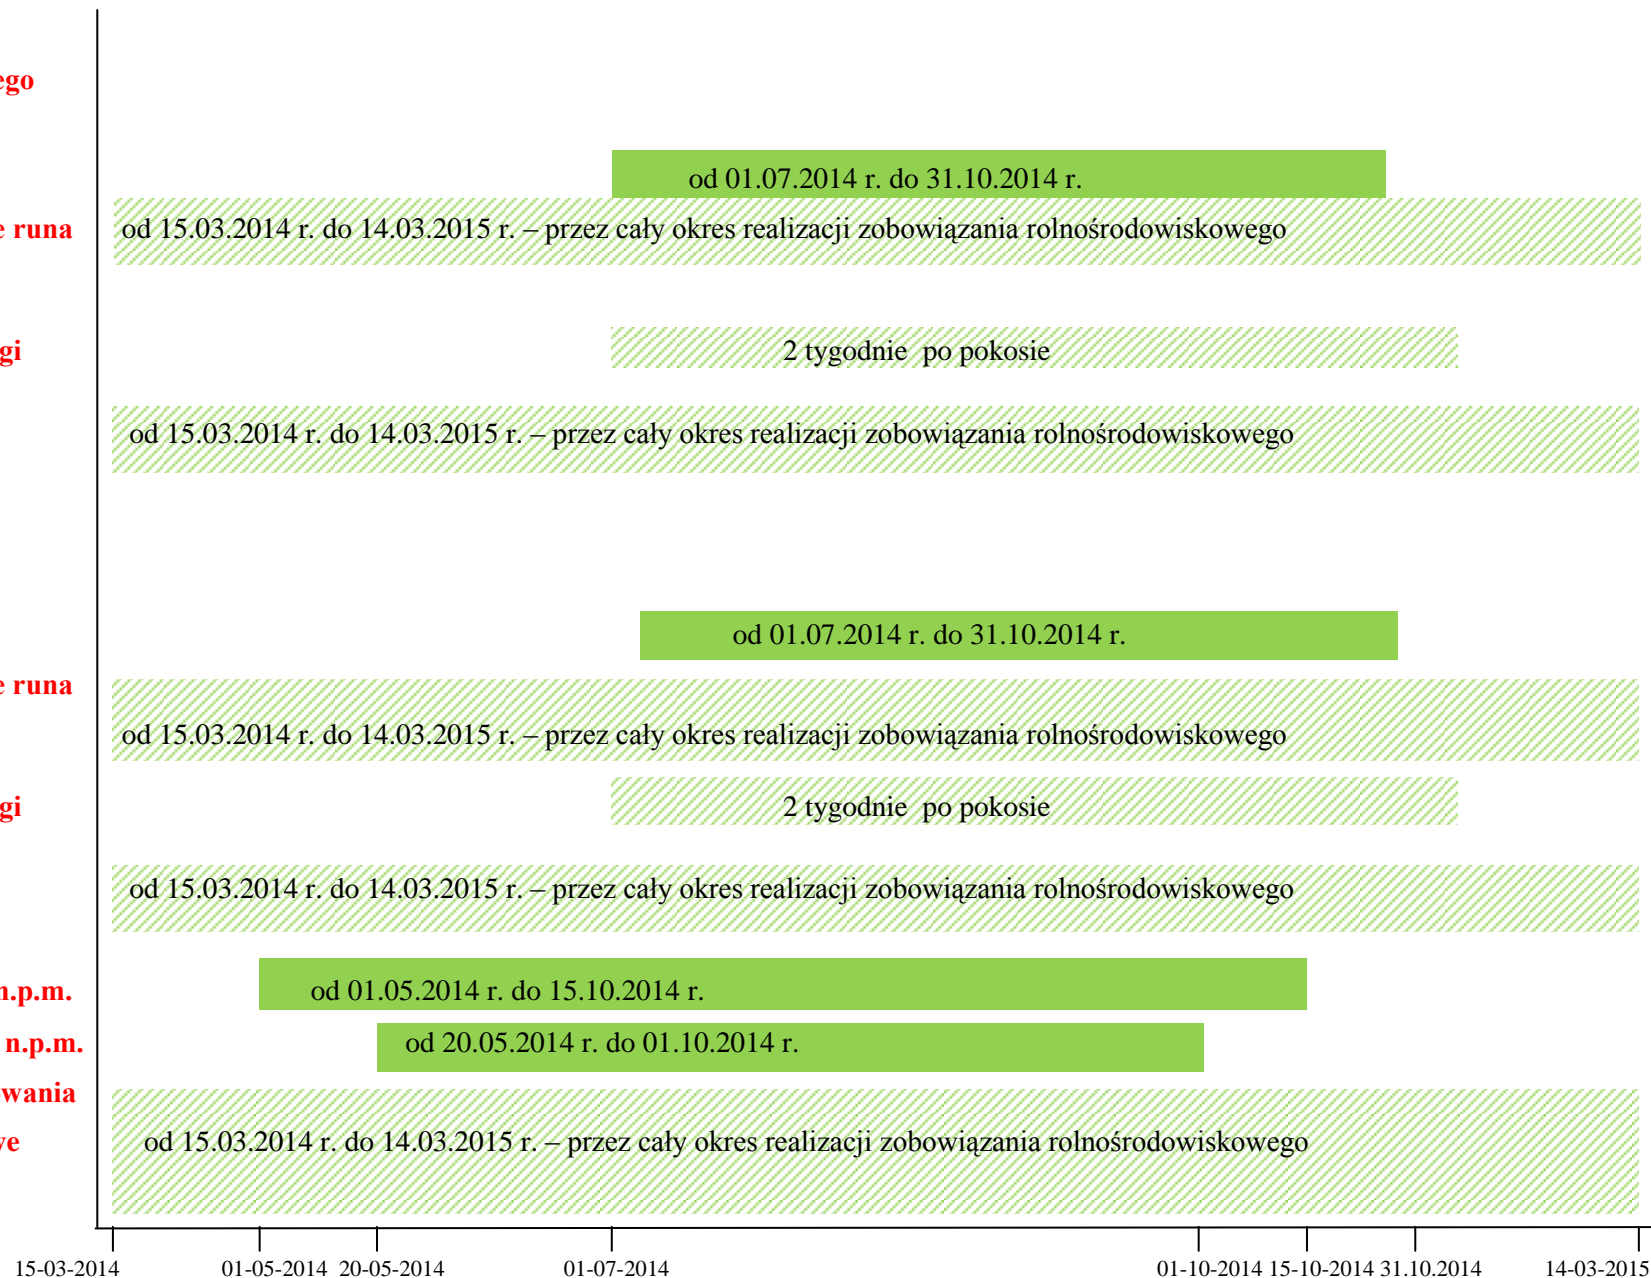 ego
od 01.07.2014 r. do 31.10.2014 r.
e runa od 15.03.2014 r. do 14.03.2015 r. – przez cały okres realizacji zobowiązania rolnośrodowiskowego
gi 2 tygodnie po pokosie
od 15.03.2014 r. do 14.03.2015 r. – przez cały okres realizacji zobowiązania rolnośrodowiskowego
od 01.07.2014 r. do 31.10.2014 r.
e runa
od 15.03.2014 r. do 14.03.2015 r. – przez cały okres realizacji zobowiązania rolnośrodowiskowego
gi 2 tygodnie po pokosie
od 15.03.2014 r. do 14.03.2015 r. – przez cały okres realizacji zobowiązania rolnośrodowiskowego
n.p.m. od 01.05.2014 r. do 15.10.2014 r.
n.p.m. od 20.05.2014 r. do 01.10.2014 r.
wania
we od 15.03.2014 r. do 14.03.2015 r. – przez cały okres realizacji zobowiązania rolnośrodowiskowego
15-03-2014 01-05-2014 20-05-2014 01-07-2014 01-10-2014 15-10-2014 31.10.2014 14-03-2015